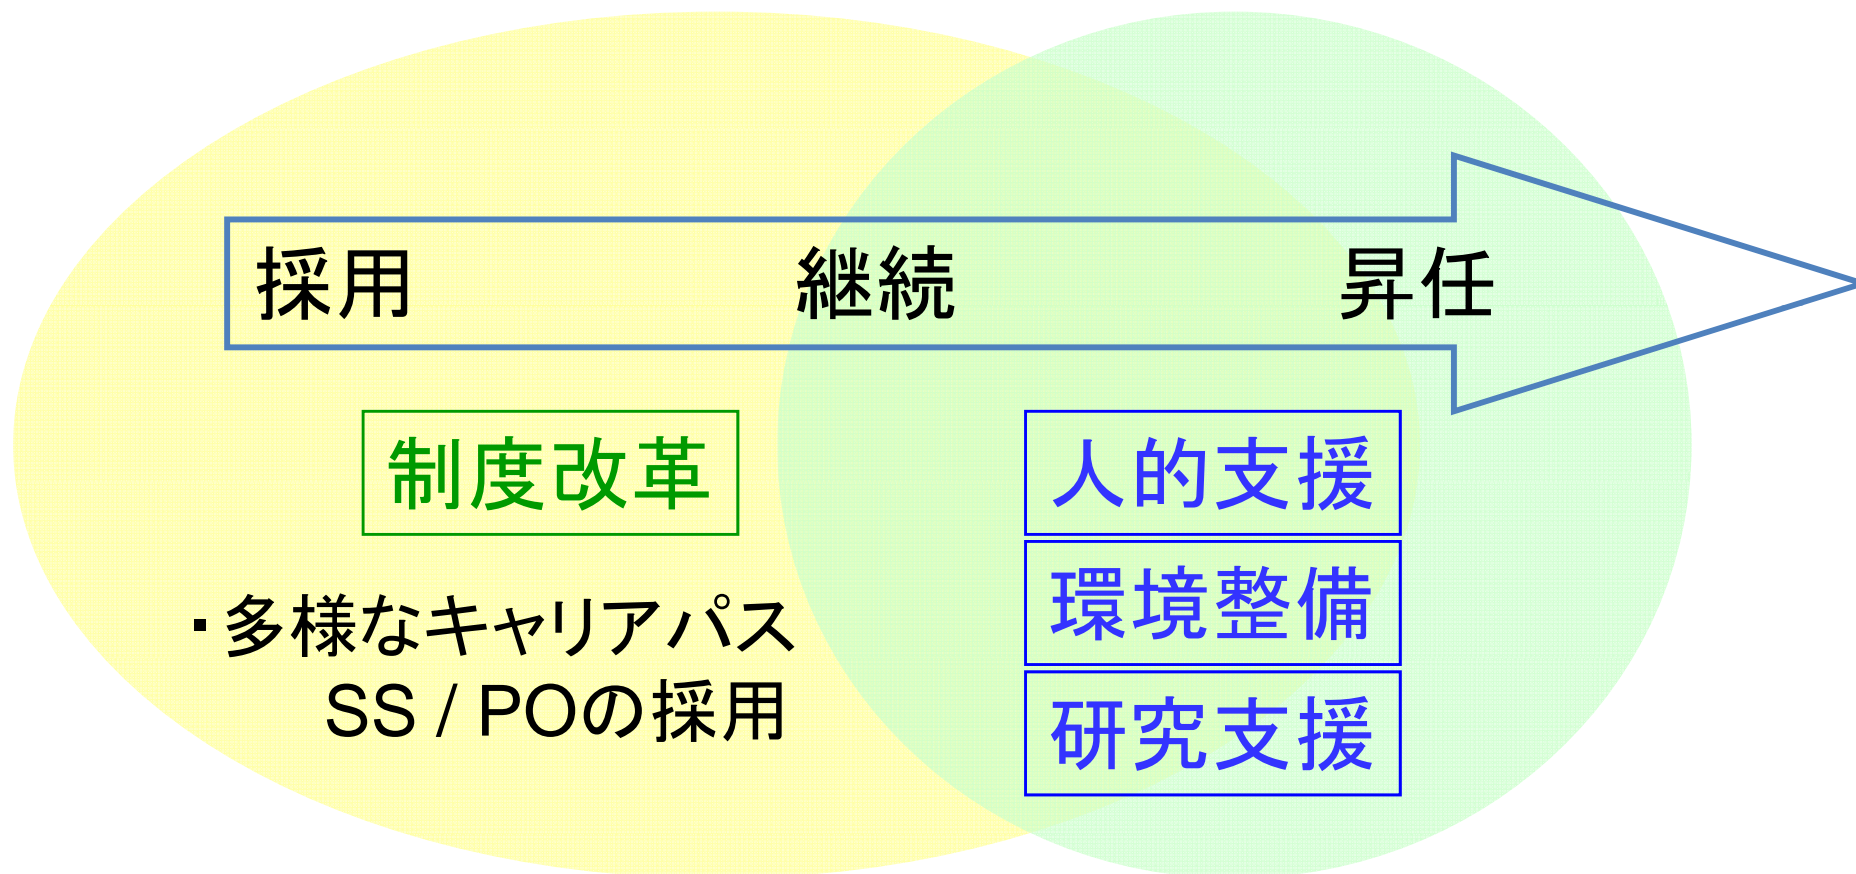 採用 継続 昇任
制度改革
・多様なキャリアパス
SS / POの採用
人的支援
環境整備
研究支援